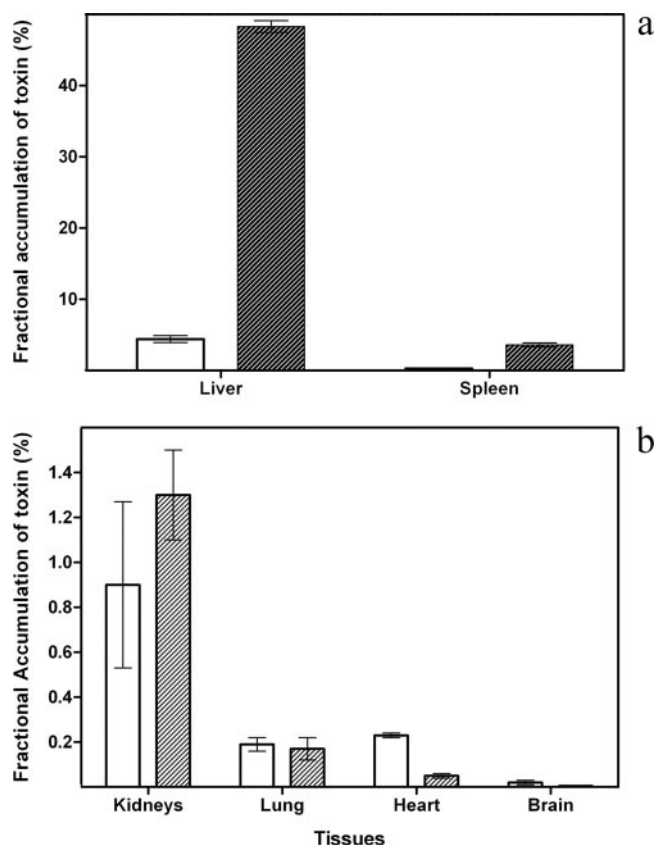 a
Fractional accumulation of toxin (%)
40
30
20
10
Liver Spleen
b
Fractional Accumulation of toxin (%)
1.4
1.2
1.0
0.8
0.6
0.4
0.2
Kidneys Lung Heart Brain
Tissues